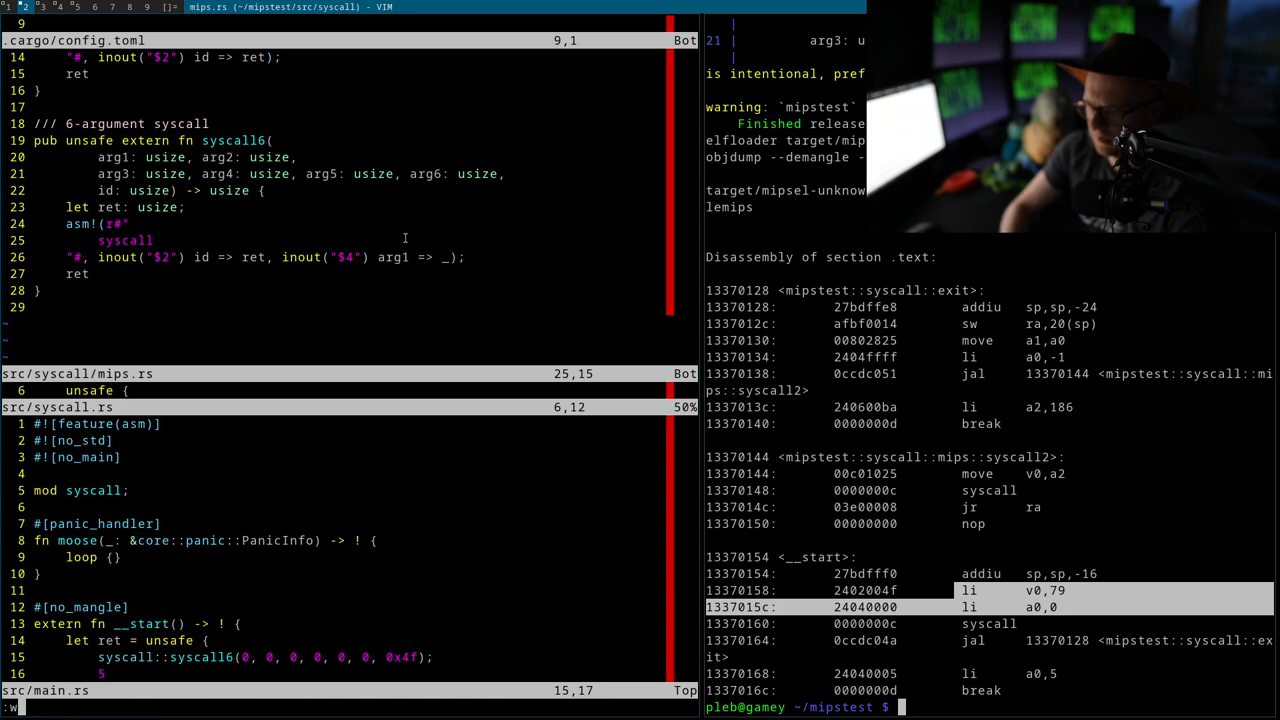 1 2 3 4 5 6 7 8 9 []= mips.rs (~/mipstest/src/syscall) - VIM
9
.cargo/config.toml 9,1 Bot
14 "#, inout("$2") id => ret);
15 ret
16 }
17
18 /// 6-argument syscall
19 pub unsafe extern fn syscall6(
20 arg1: usize, arg2: usize,
21 arg3: usize, arg4: usize, arg5: usize, arg6: usize,
22 id: usize) -> usize {
23 let ret: usize;
24 asm!(r#"
25 syscall
26 "#, inout("$2") id => ret, inout("$4") arg1 => _);
27 ret
28 }
29
~
~
~
src/syscall/mips.rs 25,15 Bot
6 unsafe {
src/syscall.rs 6,12 50%
1 #![feature(asm)]
2 #![no_std]
3 #![no_main]
4
5 mod syscall;
6
7 #[panic_handler]
8 fn moose(_: &core::panic::PanicInfo) -> ! {
9 loop {}
10 }
11
12 #[no_mangle]
13 extern fn __start() -> ! {
14 let ret = unsafe {
15 syscall::syscall6(0, 0, 0, 0, 0, 0, 0x4f);
16 5
src/main.rs 15,17 Top
:w
|
21 | arg3: u
|
is intentional, pref
warning: `mipstest`
Finished release
elfloader target/mip
objdump --demangle -
target/mipsel-unknow
lemips
Disassembly of section .text:
13370128 <mipstest::syscall::exit>:
13370128: 27bdffe8 addiu sp,sp,-24
1337012c: afbf0014 sw ra,20(sp)
13370130: 00802825 move a1,a0
13370134: 2404ffff li a0,-1
13370138: 0ccdc051 jal 13370144 <mipstest::syscall::mi
ps::syscall2>
1337013c: 240600ba li a2,186
13370140: 0000000d break
13370144 <mipstest::syscall::mips::syscall2>:
13370144: 00c01025 move v0,a2
13370148: 0000000c syscall
1337014c: 03e00008 jr ra
13370150: 00000000 nop
13370154 <__start>:
13370154: 27bdfff0 addiu sp,sp,-16
13370158: 2402004f li v0,79
1337015c: 24040000 li a0,0
13370160: 0000000c syscall
13370164: 0ccdc04a jal 13370128 <mipstest::syscall::ex
it>
13370168: 24040005 li a0,5
1337016c: 0000000d break
pleb@gamey ~/mipstest $